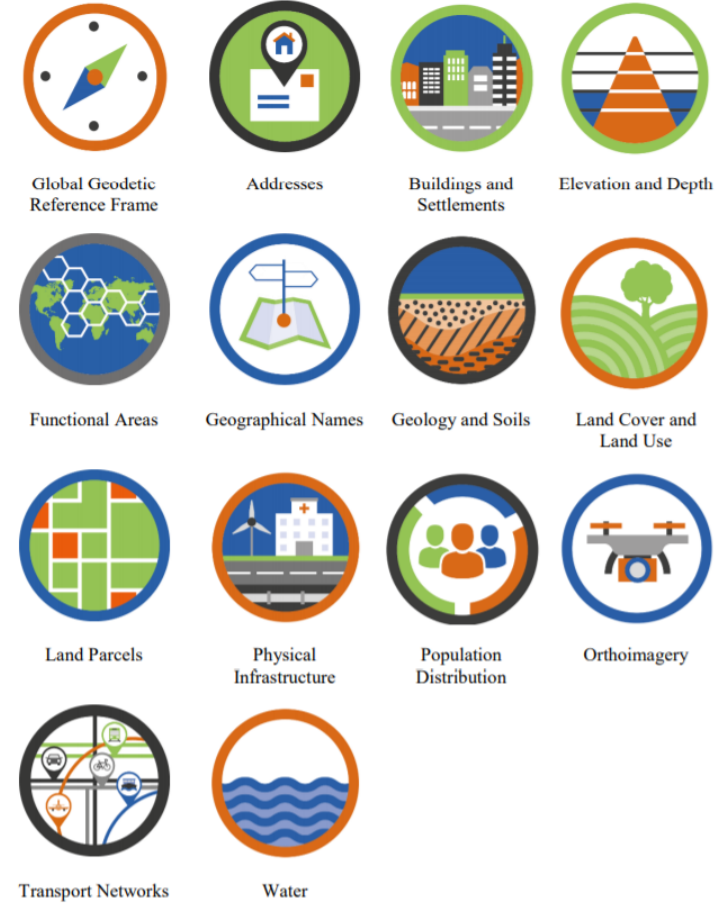 Global Geodetic
Reference Frame
Addresses
Buildings and
Settlements
Elevation and Depth
Functional Areas
Geographical Names
Geology and Soils
Land Cover and
Land Use
Land Parcels
Physical
Infrastructure
Population
Distribution
Orthoimagery
Transport Networks
Water